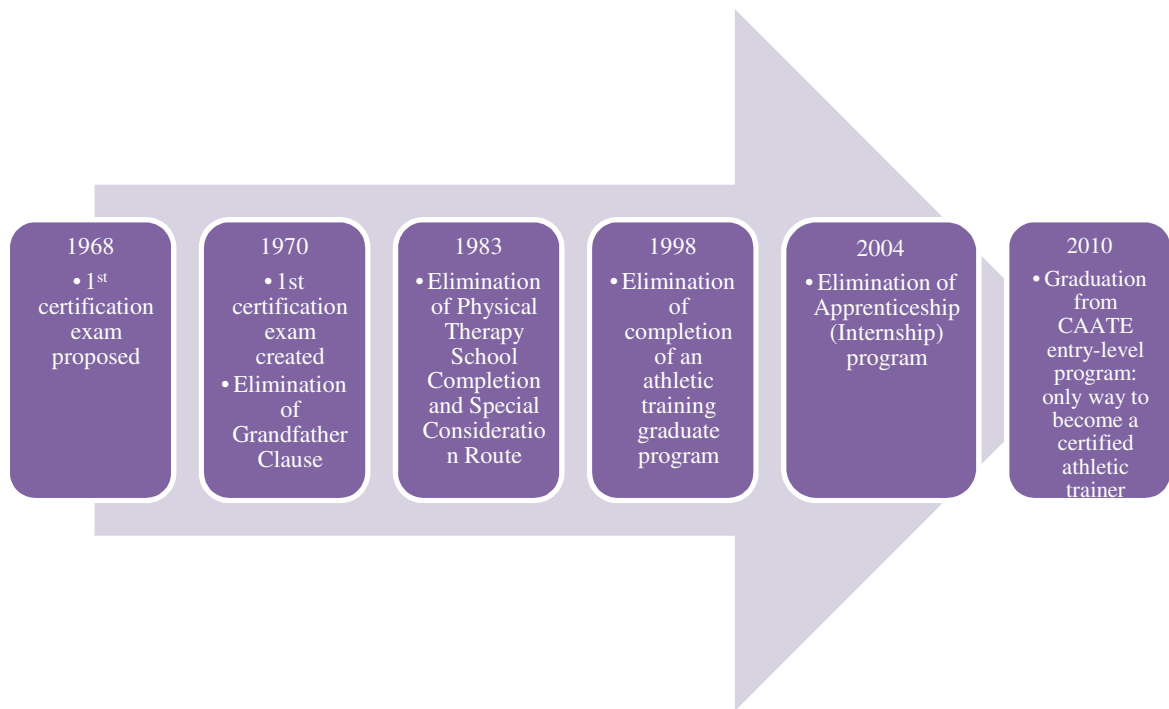 1968
• 1st
certification
exam
proposed
1970
• 1st
certification
exam
created
• Elimination
of
Grandfather
Clause
1983
• Elimination
of Physical
Therapy
School
Completion
and Special
Consideratio
n Route
1998
• Elimination
of
completion
of an
athletic
training
graduate
program
2004
• Elimination of
Apprenticeship
(Internship)
program
2010
• Graduation
from
CAATE
entry-level
program:
only way to
become a
certified
athletic
trainer